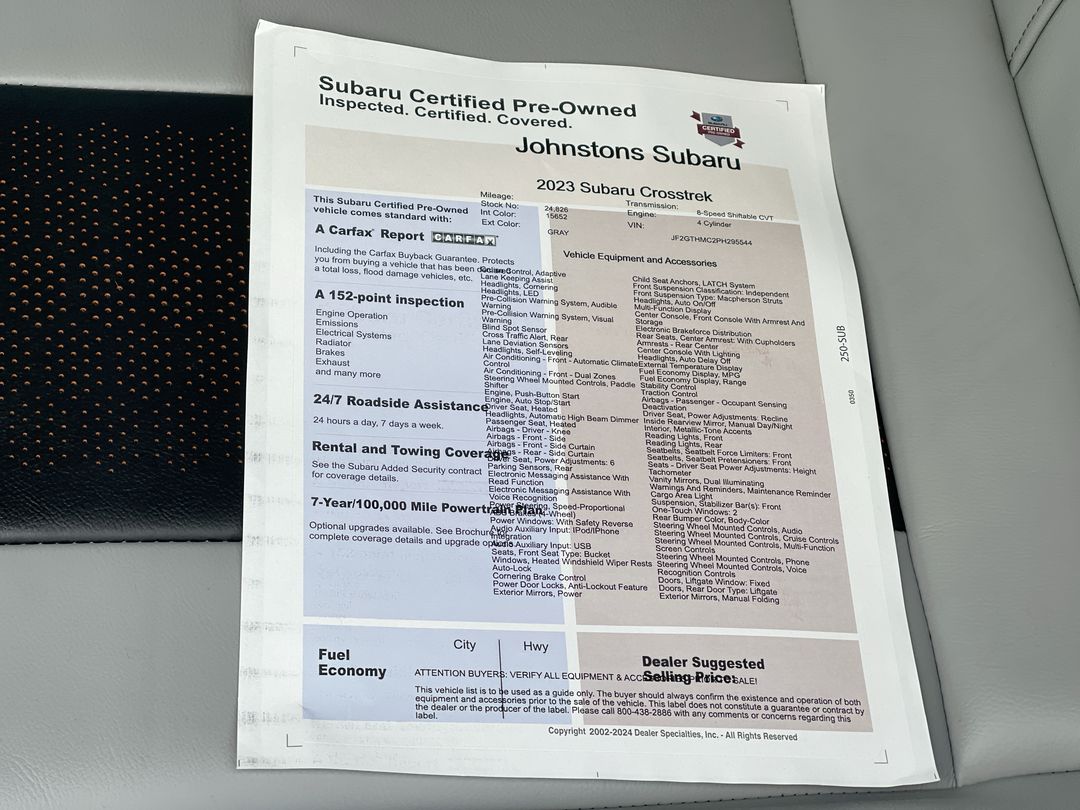 Subaru Certified Pre-Owned
Inspected. Certified. Covered.
CERTIFIED
Johnstons Subaru
2023 Subaru Crosstrek
Mileage: 24,826
Stock No: 15652
Int Color:
Ext Color: GRAY
Transmission: 8-Speed Shiftable CVT
Engine: 4 Cylinder
VIN: JF2GTHMC2PH295544
This Subaru Certified Pre-Owned
vehicle comes standard with:
A Carfax Report CARFAX
Including the Carfax Buyback Guarantee. Protects
you from buying a vehicle that has been declared
a total loss, flood damage vehicles, etc.
A 152-point inspection
Engine Operation
Emissions
Electrical Systems
Radiator
Brakes
Exhaust
and many more
24/7 Roadside Assistance
24 hours a day, 7 days a week.
Rental and Towing Coverage
See the Subaru Added Security contract
for coverage details.
7-Year/100,000 Mile Powertrain Plan
Optional upgrades available. See Brochure for
complete coverage details and upgrade options.
Vehicle Equipment and Accessories
Cruise Control, Adaptive
Lane Keeping Assist
Headlights, Cornering
Headlights, LED
Pre-Collision Warning System, Audible
Warning
Pre-Collision Warning System, Visual
Warning
Blind Spot Sensor
Cross Traffic Alert, Rear
Lane Deviation Sensors
Headlights, Self-Leveling
Air Conditioning - Front - Automatic Climate
Control
Air Conditioning - Front - Dual Zones
Steering Wheel Mounted Controls, Paddle
Shifter
Engine, Push-Button Start
Engine, Auto Stop/Start
Driver Seat, Heated
Headlights, Automatic High Beam Dimmer
Passenger Seat, Heated
Airbags - Driver - Knee
Airbags - Front - Side
Airbags - Front - Side Curtain
Airbags - Rear - Side Curtain
Driver Seat, Power Adjustments: 6
Parking Sensors, Rear
Electronic Messaging Assistance With
Read Function
Electronic Messaging Assistance With
Voice Recognition
Power Steering, Speed-Proportional
ABS Brakes (4-Wheel)
Power Windows: With Safety Reverse
Audio Auxiliary Input: IPod/IPhone
Integration
Audio Auxiliary Input: USB
Seats, Front Seat Type: Bucket
Windows, Heated Windshield Wiper Rests
Auto-Lock
Cornering Brake Control
Power Door Locks, Anti-Lockout Feature
Exterior Mirrors, Power
Child Seat Anchors, LATCH System
Front Suspension Classification: Independent
Front Suspension Type: Macpherson Struts
Headlights, Auto On/Off
Multi-Function Display
Center Console, Front Console With Armrest And
Storage
Electronic Brakeforce Distribution
Rear Seats, Center Armrest: With Cupholders
Armrests - Rear Center
Center Console With Lighting
Headlights, Auto Delay Off
External Temperature Display
Fuel Economy Display, MPG
Fuel Economy Display, Range
Stability Control
Traction Control
Airbags - Passenger - Occupant Sensing
Deactivation
Driver Seat, Power Adjustments: Recline
Inside Rearview Mirror, Manual Day/Night
Interior, Metallic-Tone Accents
Reading Lights, Front
Reading Lights, Rear
Seatbelts, Seatbelt Force Limiters: Front
Seatbelts, Seatbelt Pretensioners: Front
Seats - Driver Seat Power Adjustments: Height
Tachometer
Vanity Mirrors, Dual Illuminating
Warnings And Reminders, Maintenance Reminder
Cargo Area Light
Suspension, Stabilizer Bar(s): Front
One-Touch Windows: 2
Rear Bumper Color, Body-Color
Steering Wheel Mounted Controls, Audio
Steering Wheel Mounted Controls, Cruise Controls
Steering Wheel Mounted Controls, Multi-Function
Screen Controls
Steering Wheel Mounted Controls, Phone
Steering Wheel Mounted Controls, Voice
Recognition Controls
Doors, Liftgate Window: Fixed
Doors, Rear Door Type: Liftgate
Exterior Mirrors, Manual Folding
250-SUB
0350
Fuel
Economy
City
Hwy
Dealer Suggested
Selling Price:
ATTENTION BUYERS: VERIFY ALL EQUIPMENT & SALE!
This vehicle list is to be used as a guide only. The buyer should always confirm the existence and operation of both
equipment and accessories prior to the sale of the vehicle. This label does not constitute a guarantee or contract by
the dealer or the producer of the label. Please call 800-438-2886 with any comments or concerns regarding this
label.
Copyright 2002-2024 Dealer Specialties, Inc. - All Rights Reserved